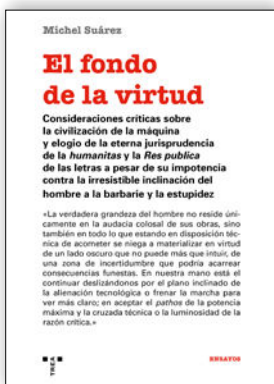 Michel Suárez
El fondo
de la virtud
Consideraciones críticas sobre
la civilización de la máquina
y elogio de la eterna jurisprudencia
de la humanitas y la Res publica
de las letras a pesar de su impotencia
contra la irresistible inclinación del
hombre a la barbarie y la estupidez
«La verdadera grandeza del hombre no reside úni-
camente en la audacia colosal de sus obras, sino
también en todo lo que estando en disposición téc-
nica de acometer se niega a materializar en virtud
de un lado oscuro que no puede más que intuir, de
una zona de incertidumbre que podría acarrear
consecuencias funestas. En nuestra mano está el
continuar deslizándonos por el plano inclinado de
la alienación tecnológica o frenar la marcha para
ver más claro; en aceptar el pathos de la potencia
máxima y la cruzada técnica o la luminosidad de la
razón crítica.»
TREA
ENSAYOS